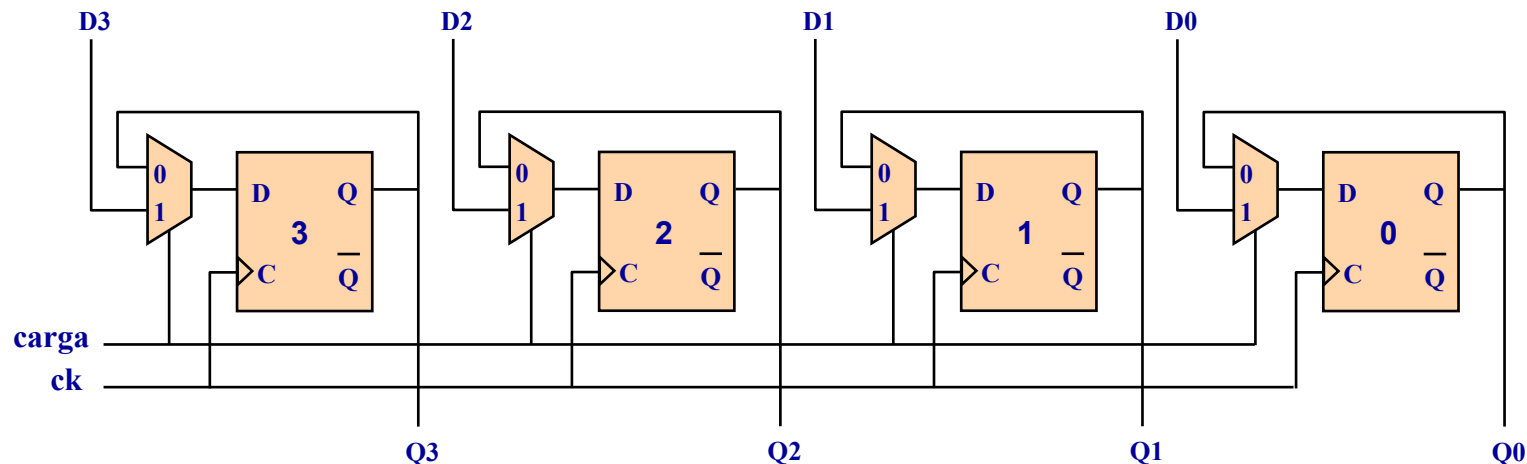 D3 D2 D1 D0
0 0 0 0
1 D Q 1 D Q 1 D Q 1 D Q
3 2 1 0
C Q C Q C Q C Q
carga
ck
Q3 Q2 Q1 Q0